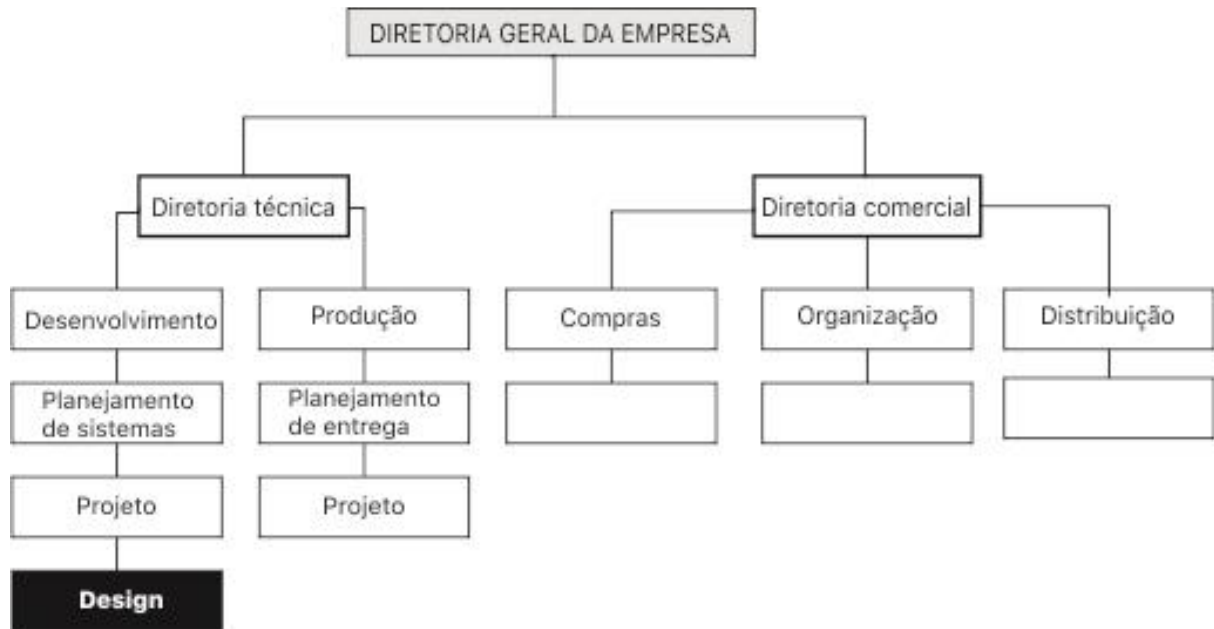 DIRETORIA GERAL DA EMPRESA
Diretoria técnica
Diretoria comercial
Desenvolvimento
Produção
Compras
Organização
Distribuição
Planejamento
de sistemas
Planejamento
de entrega
Projeto
Projeto
Design